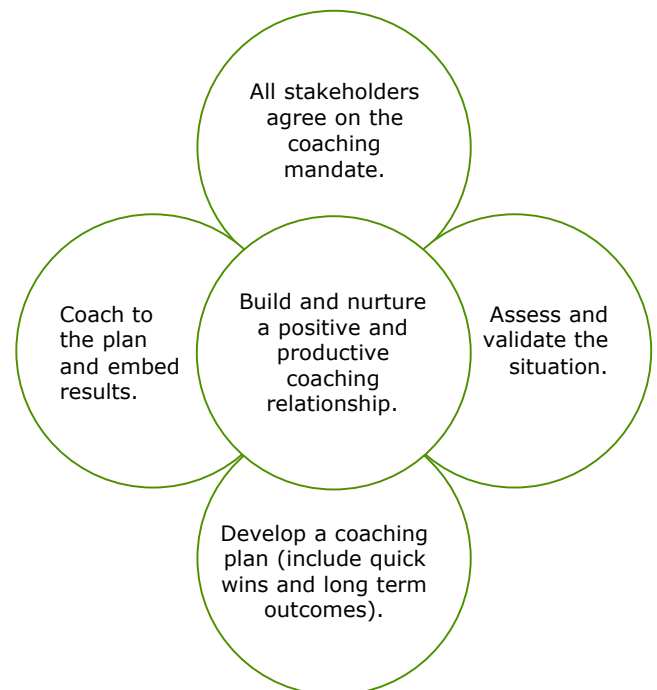 All stakeholders
agree on the
coaching
mandate.
Coach to
the plan
and embed
results.
Build and nurture
a positive and
productive
coaching
relationship.
Assess and
validate the
situation.
Develop a coaching
plan (include quick
wins and long term
outcomes).